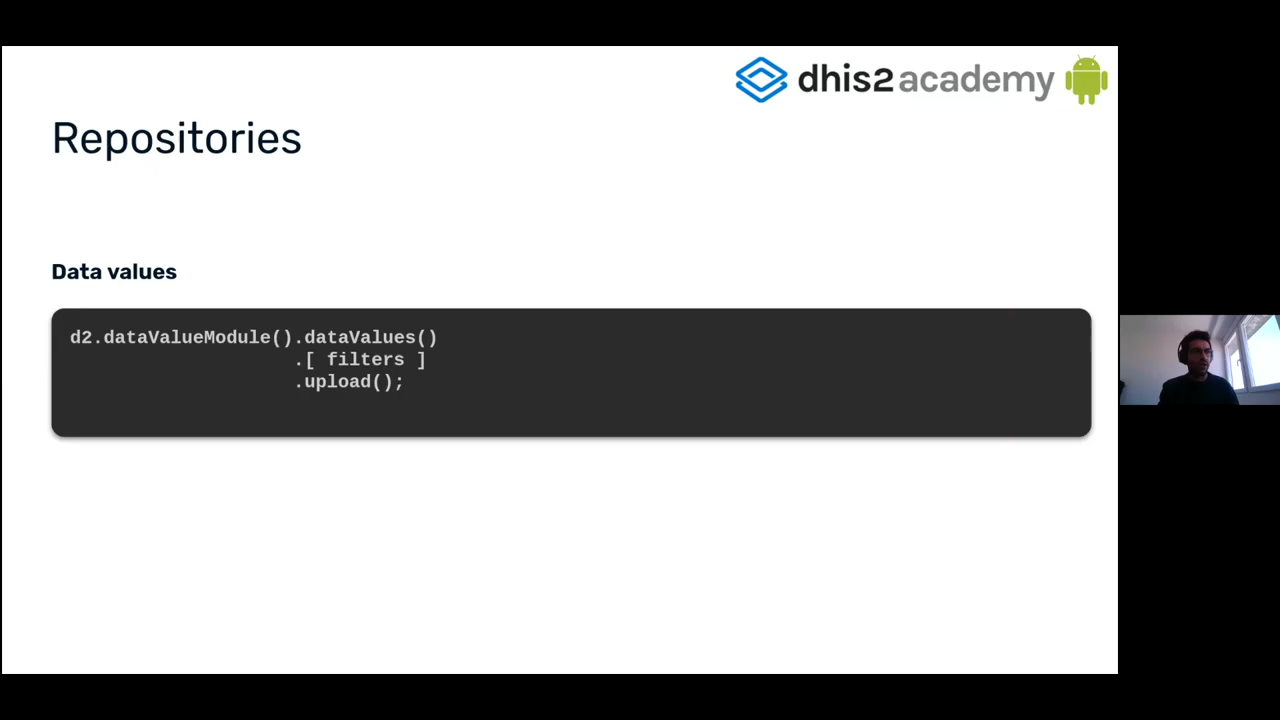 dhis2 academy
Repositories
Data values
d2.dataValueModule().dataValues()
.[ filters ]
.upload();